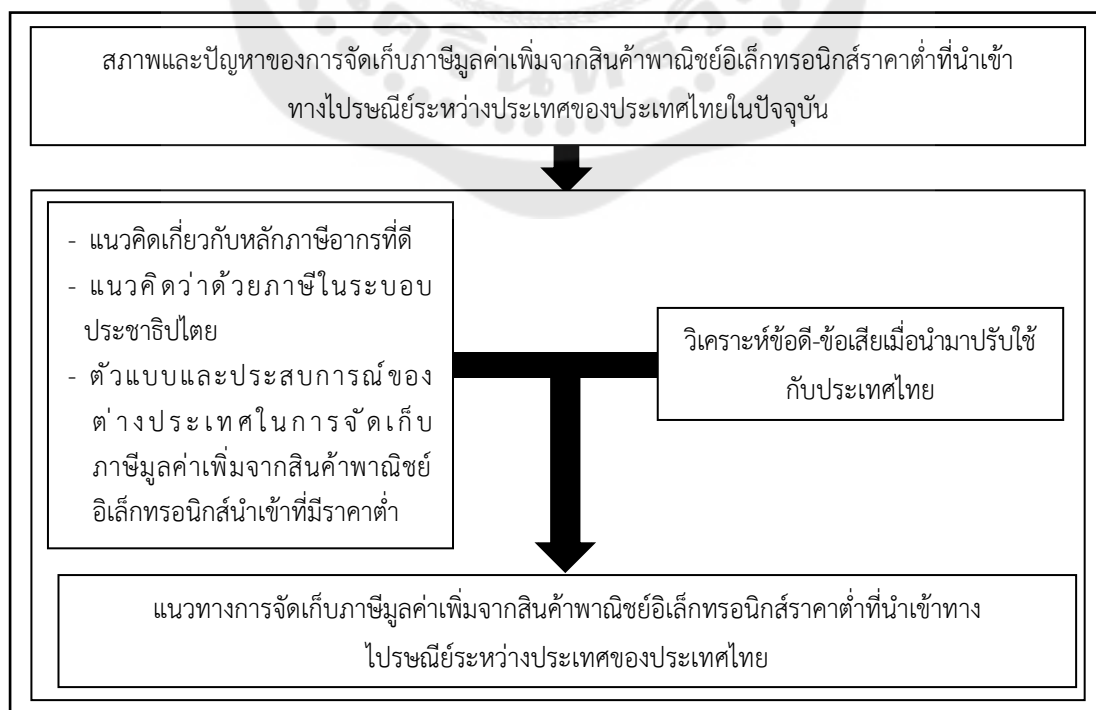 สภาพและปัญหาของการจัดเก็บภาษีมูลค่าเพิ่มจากสินค้าพาณิชย์อิเล็กทรอนิกส์ราคาต่ำที่นำเข้า
ทางไปรษณีย์ระหว่างประเทศของประเทศไทยในปัจจุบัน
- แนวคิดเกี่ยวกับหลักภาษีอากรที่ดี
- แนวคิดว่าด้วยภาษีในระบอบ
ประชาธิปไตย
- ตัวแบบและประสบการณ์ของ
ต่างประเทศในการจัดเก็บ
ภาษีมูลค่าเพิ่มจากสินค้าพาณิชย์
อิเล็กทรอนิกส์นำเข้าที่มีราคาต่ำ
วิเคราะห์ข้อดี-ข้อเสียเมื่อนำมาปรับใช้
กับประเทศไทย
แนวทางการจัดเก็บภาษีมูลค่าเพิ่มจากสินค้าพาณิชย์อิเล็กทรอนิกส์ราคาต่ำที่นำเข้าทาง
ไปรษณีย์ระหว่างประเทศของประเทศไทย